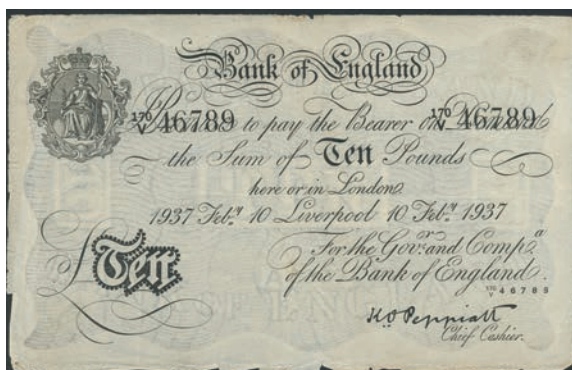 Bank of England
170/V 46789 170/V 46789
to pay the Bearer on Demand
the Sum of Ten Pounds
here or in London
1937 Feby 10 Liverpool 10 Feby 1937
For the Govr and Compa
of the Bank of England.
170/V 46789
£Ten
K O Peppiatt
Chief Cashier.